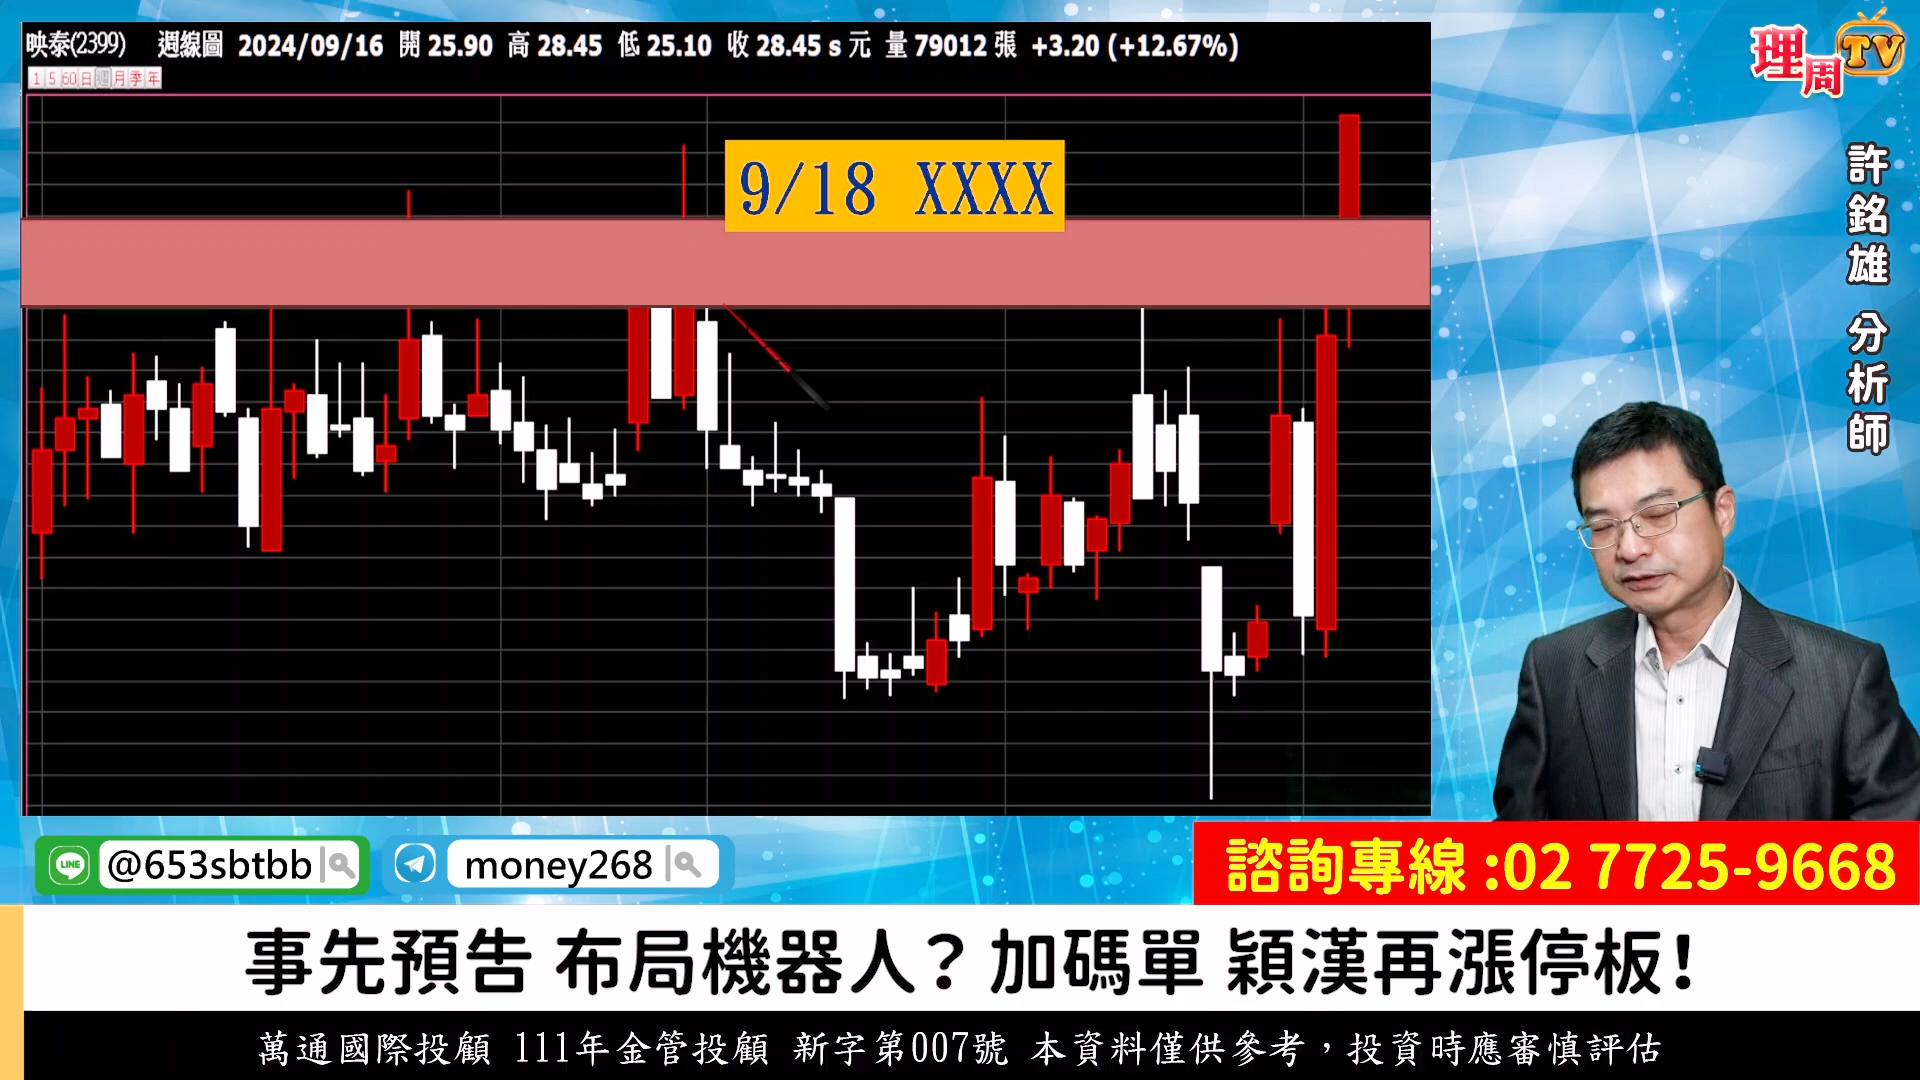 映泰(2399) 週線圖 2024/09/16 開 25.90 高 28.45 低 25.10 收 28.45 s 元 量 79012 張 +3.20 (+12.67%)
1 5 60 日 週 月 季 年
理周TV
9/18 XXXX
許銘雄 分析師
LINE @653sbtbb
money268
諮詢專線 :02 7725-9668
事先預告 布局機器人? 加碼單 穎漢再漲停板!
萬通國際投顧 111年金管投顧 新字第007號 本資料僅供參考,投資時應審慎評估